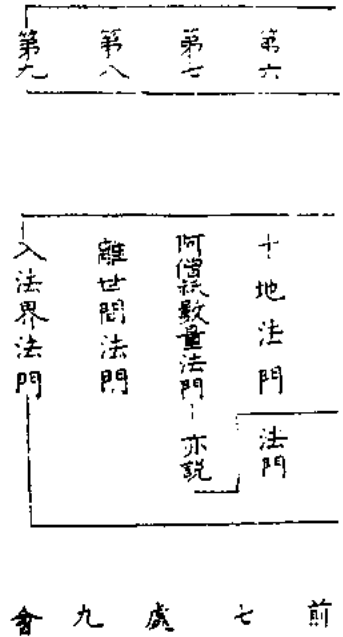 第六
第七
第八
第九
十地法門
法門
阿僧祇數量法門 亦説
離世間法門
入法界法門
前七處九會